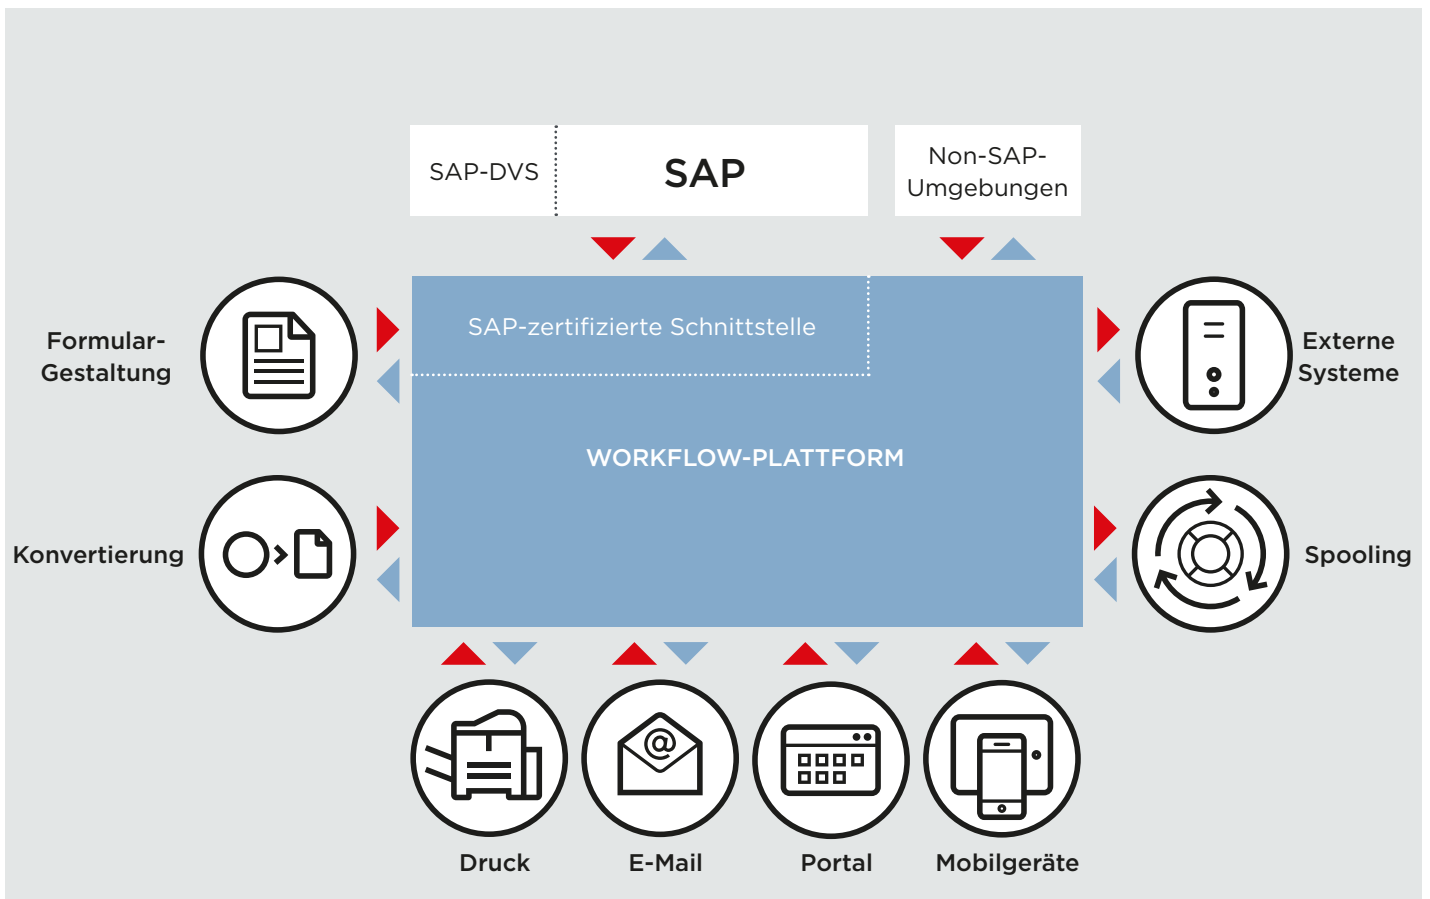 SAP-DVS
SAP
Non-SAP-
Umgebungen
SAP-zertifizierte Schnittstelle
Formular-
Gestaltung
Externe
Systeme
WORKFLOW-PLATTFORM
Konvertierung
Spooling
@
Druck
E-Mail
Portal
Mobilgeräte